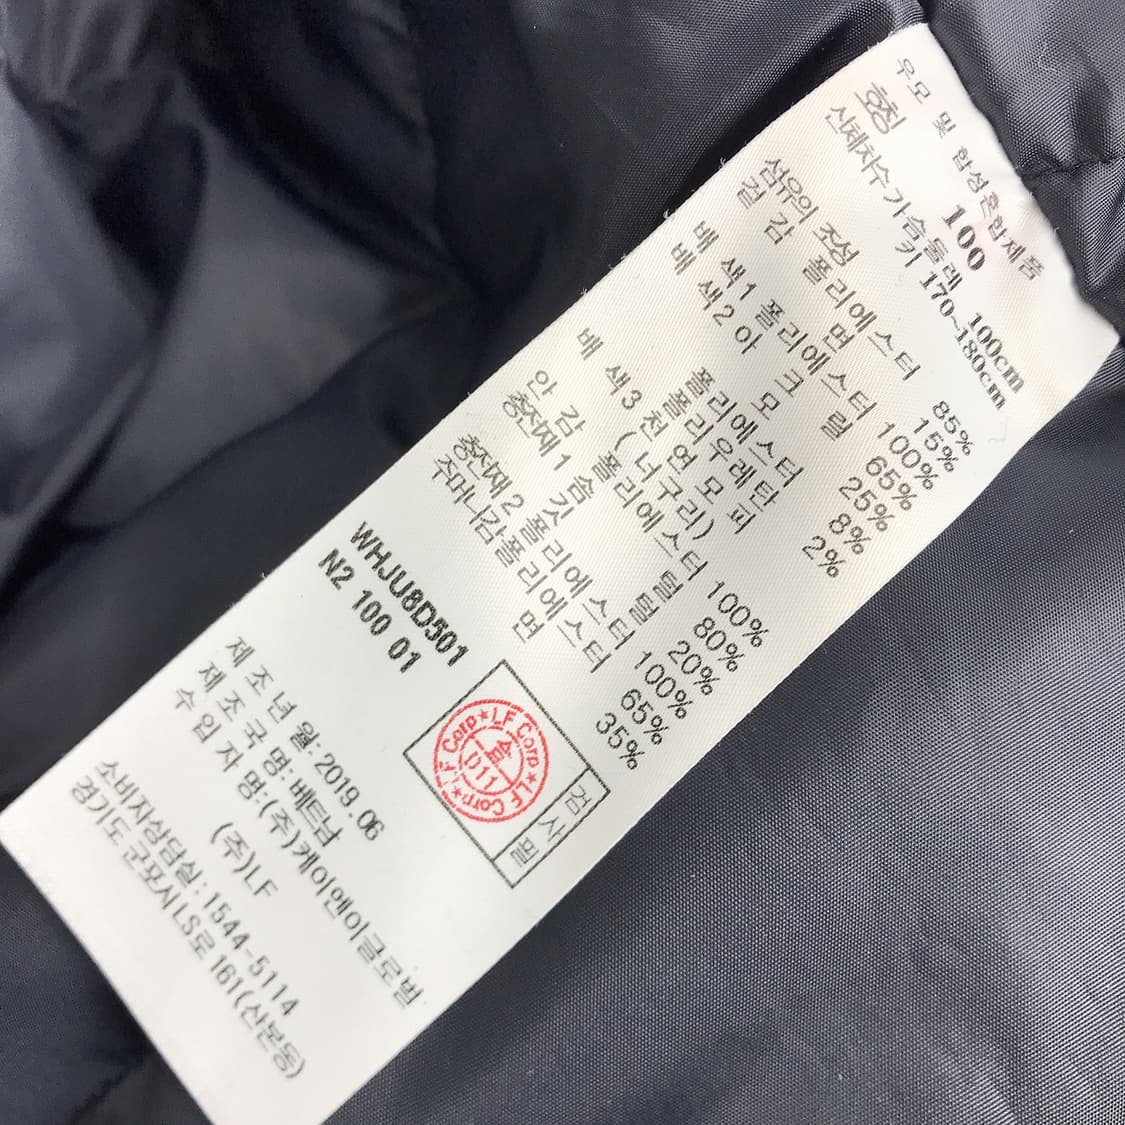 우모 및 합성혼합제품
호칭 100
신체치수 가슴둘레 100cm
키 170~180cm
섬유의 조성
겉 감 폴리에스터 85%
면 15%
배 색1 폴리에스터 100%
배 색2 아 크 릴 65%
모 25%
폴리에스터 8%
폴리우레탄 2%
배 색3 천 연 모 피
(너구리)
안 감 폴리에스터 100%
충전재1 솜 털 80%
깃 털 20%
충전재2 폴리에스터 100%
주머니감 폴리에스터 65%
면 35%
WHJU8D501
N2 100 01
검사필
LF Corp★LF Corp★LF Corp★
D11
제 조 년 월: 2019.06
제 조 국 명: 베트남
수 입 자 명:(주)케이앤이글로벌
(주)LF
소비자상담실: 1544-5114
경기도 군포시 LS로 161(산본동)